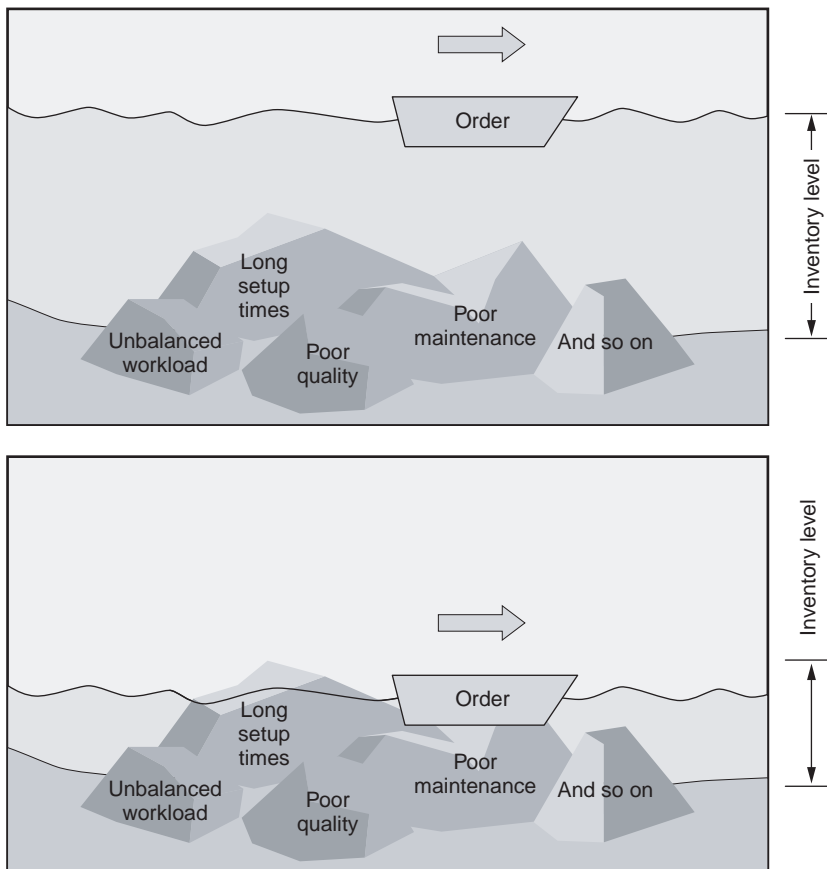 Order
Inventory level
Long
setup
times
Unbalanced
workload
Poor
quality
Poor
maintenance
And so on
Inventory level
Order
Long
setup
times
Unbalanced
workload
Poor
quality
Poor
maintenance
And so on